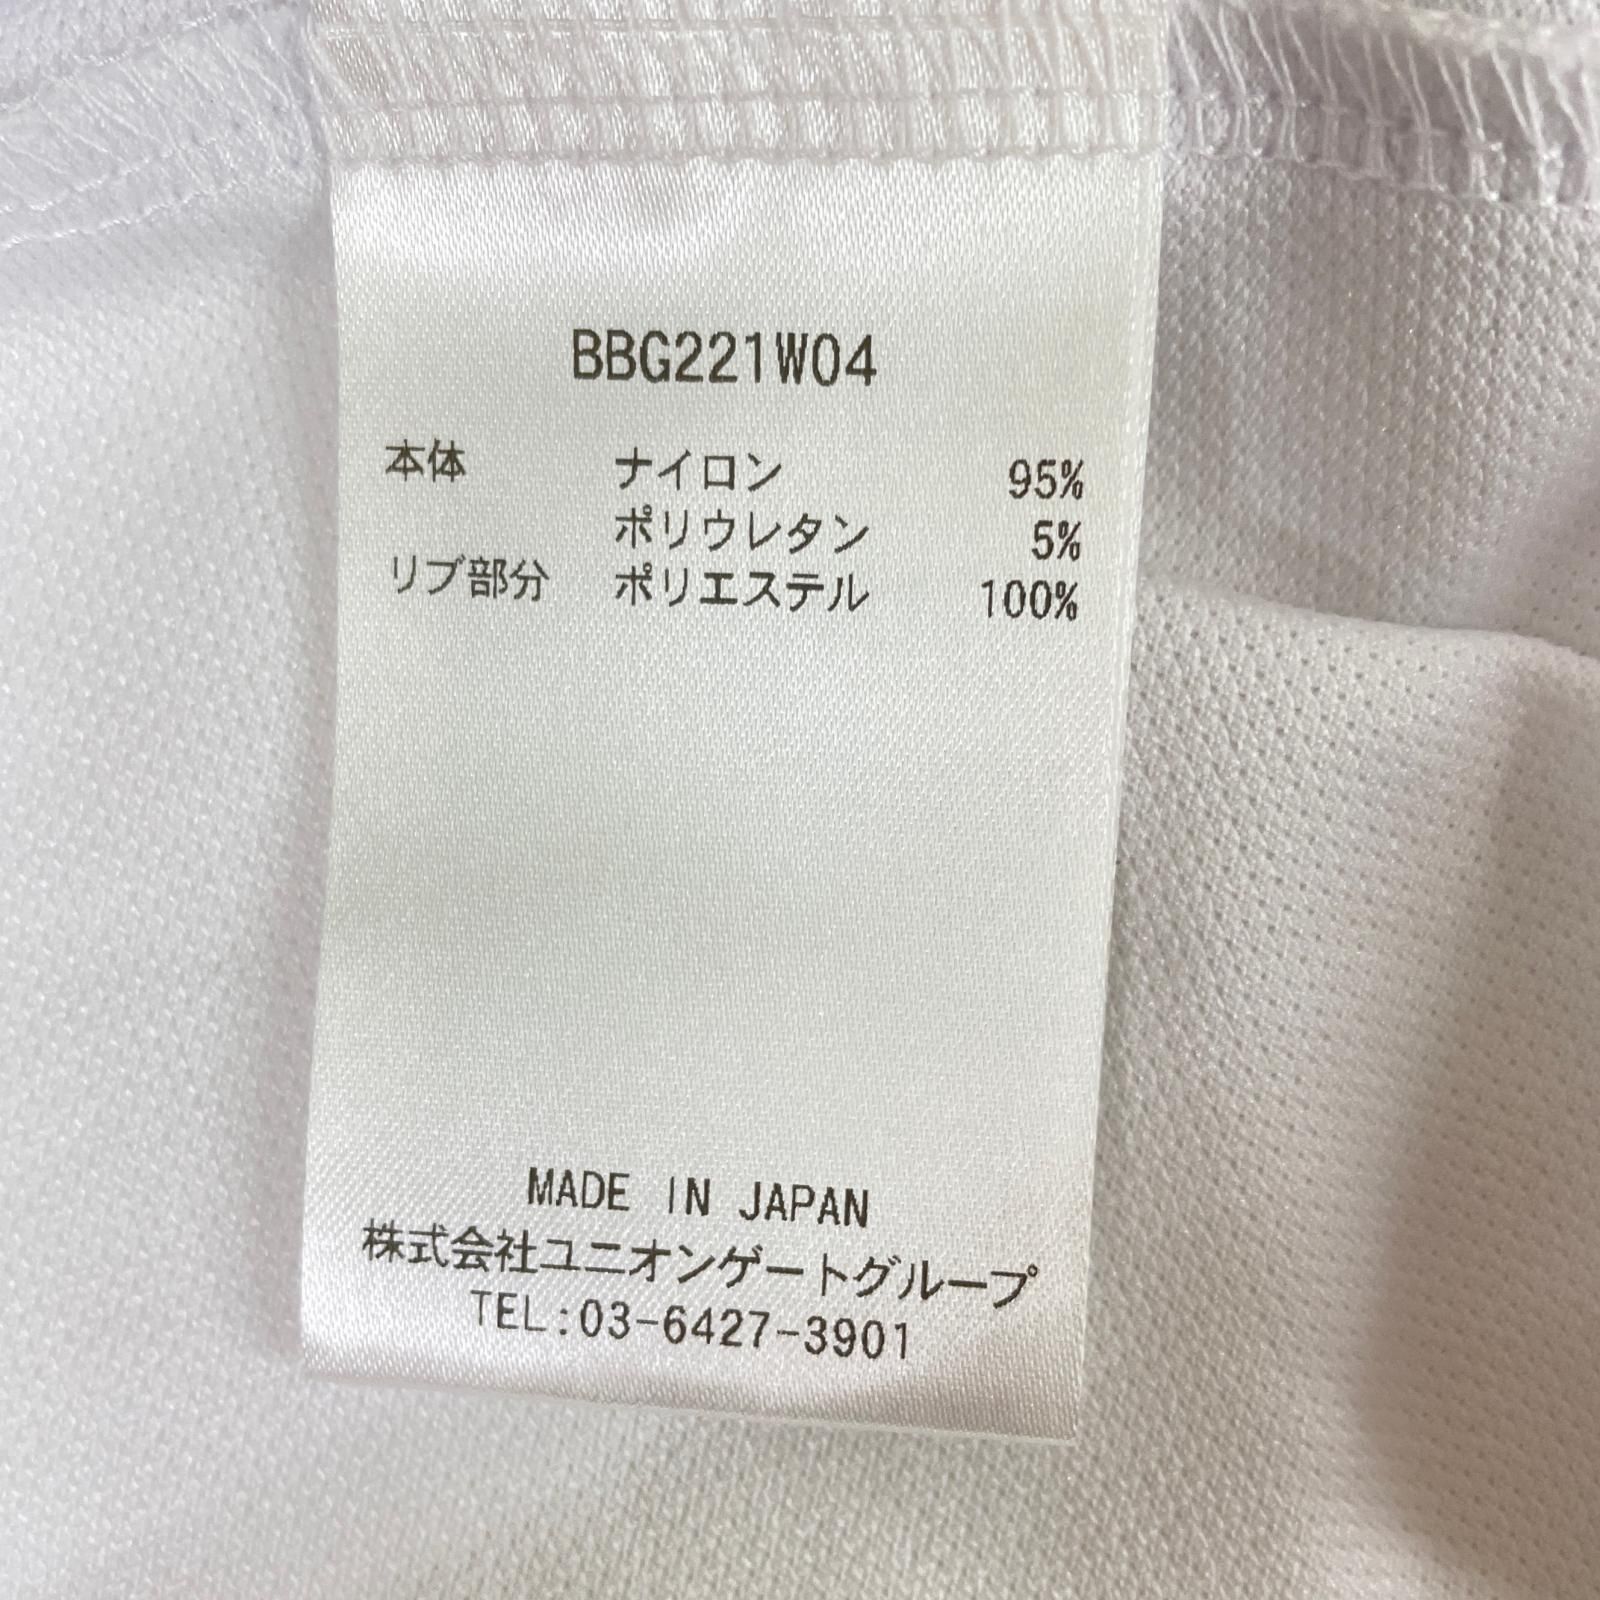 BBG221W04
本体 ナイロン 95%
ポリウレタン 5%
リブ部分 ポリエステル 100%
MADE IN JAPAN
株式会社ユニオンゲートグループ
TEL:03-6427-3901